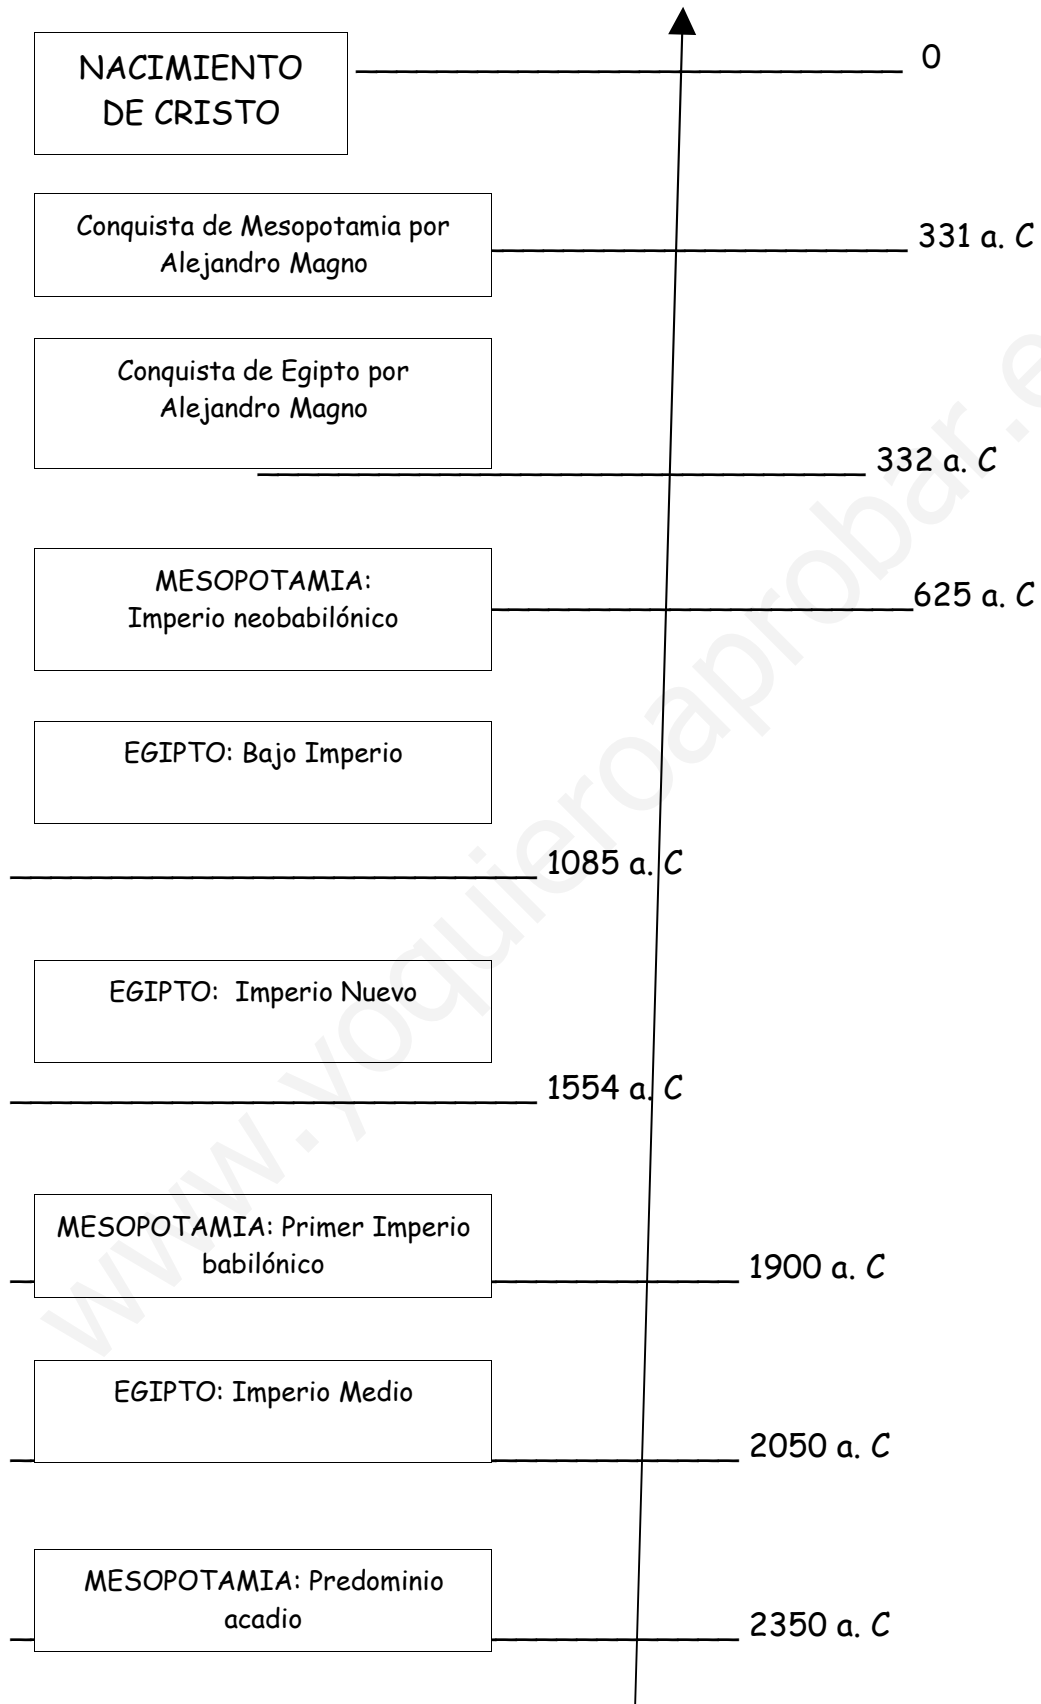 NACIMIENTO
DE CRISTO
0
Conquista de Mesopotamia por
Alejandro Magno
331 a. C
Conquista de Egipto por
Alejandro Magno
332 a. C
MESOPOTAMIA:
Imperio neobabilónico
625 a. C
EGIPTO: Bajo Imperio
1085 a. C
EGIPTO: Imperio Nuevo
1554 a. C
MESOPOTAMIA: Primer Imperio
babilónico
1900 a. C
EGIPTO: Imperio Medio
2050 a. C
MESOPOTAMIA: Predominio
acadio
2350 a. C
www.yoquieroaprobar.e